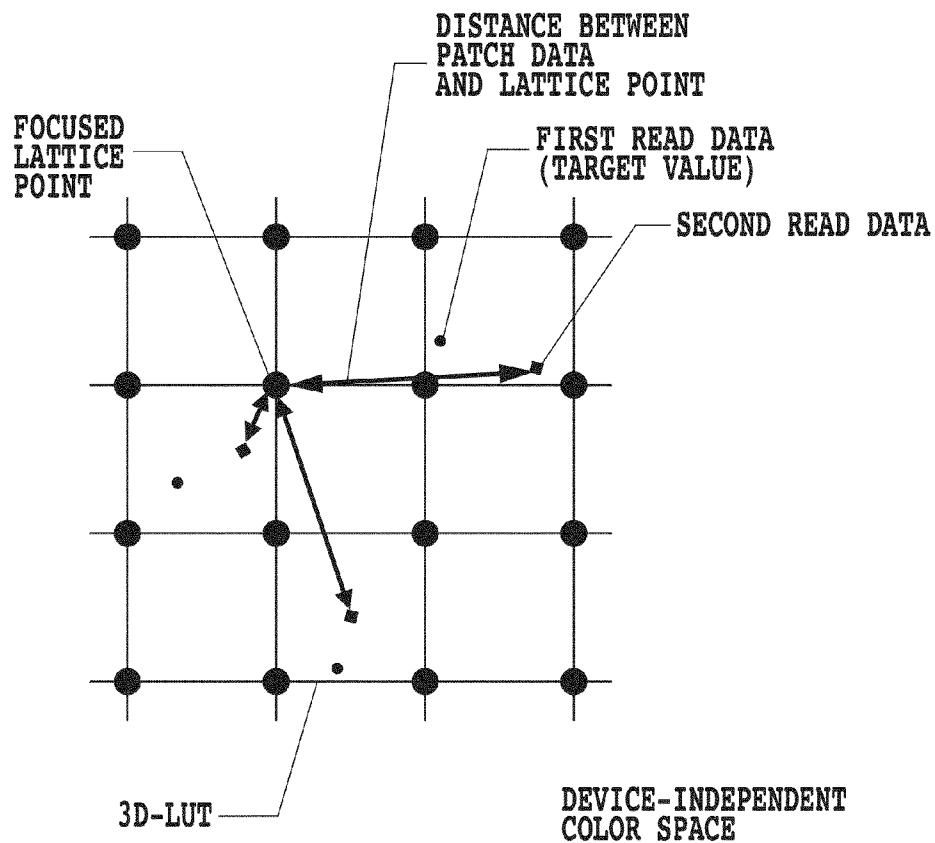 DISTANCE BETWEEN
PATCH DATA
AND LATTICE POINT
FOCUSED
LATTICE
POINT
FIRST READ DATA
(TARGET VALUE)
SECOND READ DATA
3D-LUT
DEVICE-INDEPENDENT
COLOR SPACE